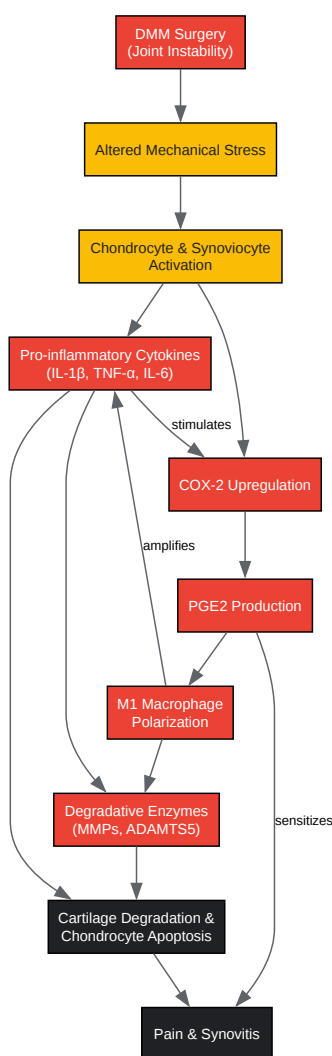 DMM Surgery
(Joint Instability)
Altered Mechanical Stress
Chondrocyte & Synoviocyte
Activation
Pro-inflammatory Cytokines
(IL-1β, TNF-α, IL-6)
stimulates
COX-2 Upregulation
amplifies
PGE2 Production
M1 Macrophage
Polarization
Degradative Enzymes
(MMPs, ADAMTS5)
sensitizes
Cartilage Degradation &
Chondrocyte Apoptosis
Pain & Synovitis